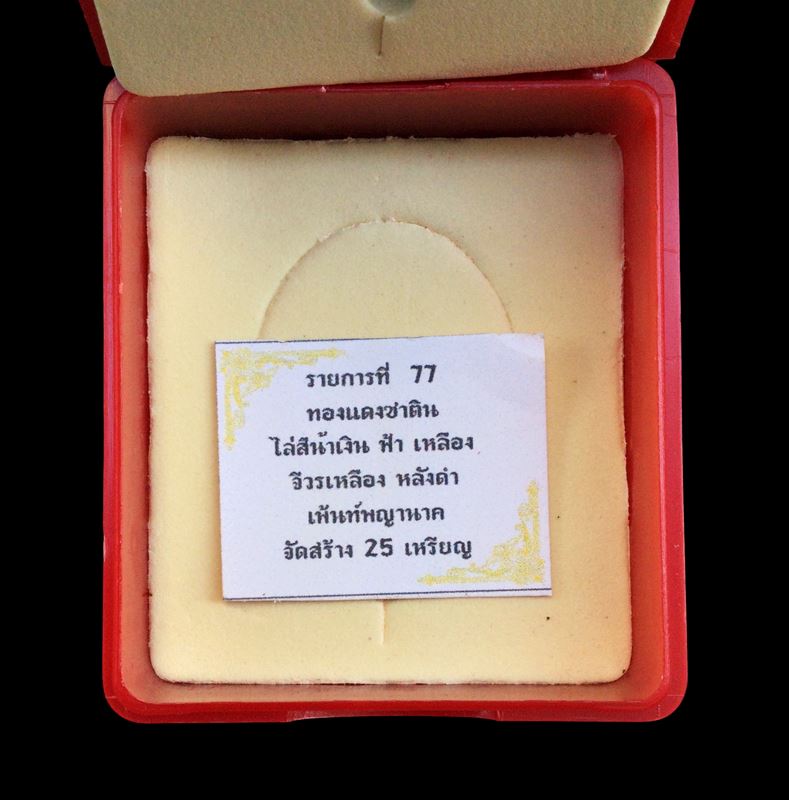 รายการที่ 77
ทองแดงซาติน
ไล่สีน้ำเงิน ฟ้า เหลือง
จีวรเหลือง หลังดำ
เพ้นท์พญานาค
จัดสร้าง 25 เหรียญ